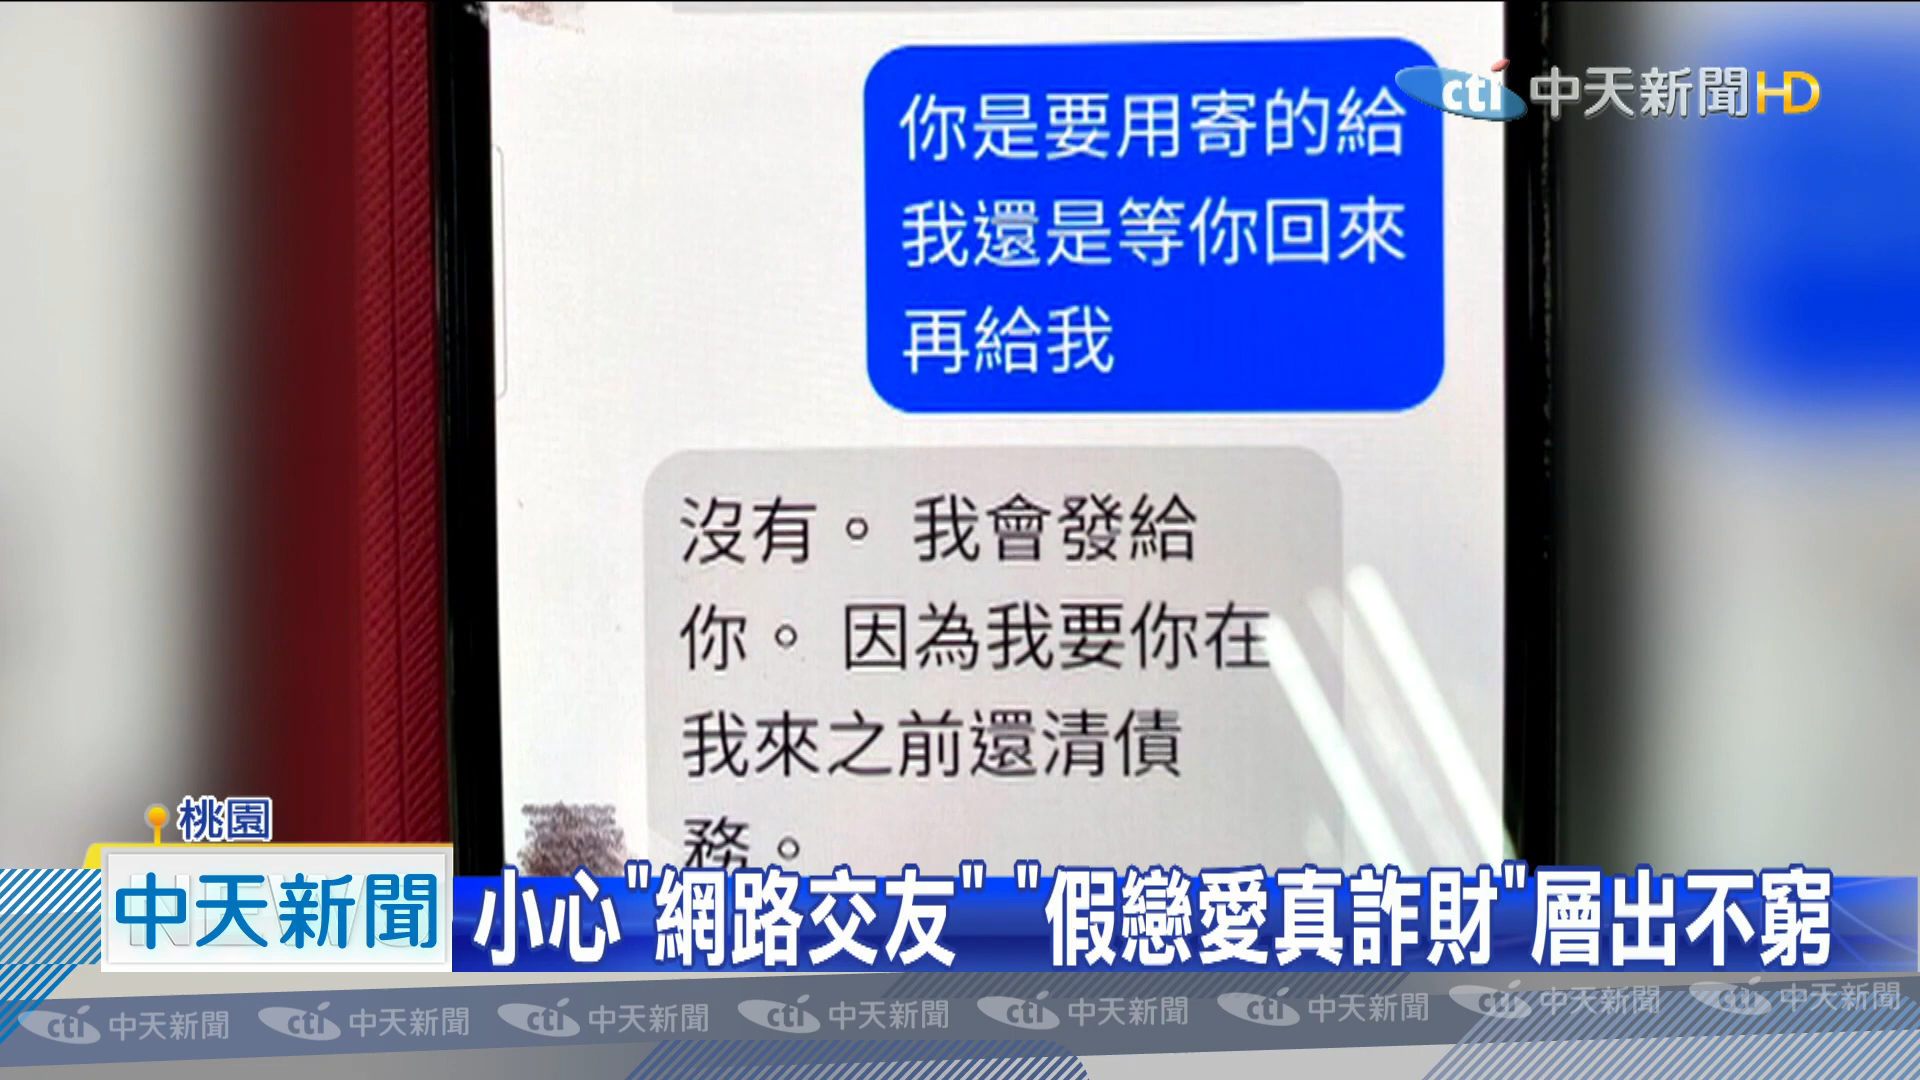 你是要用寄的給
我還是等你回來
再給我
cti 中天新聞HD
沒有。我會發給
你。因為我要你在
我來之前還清債
務。
桃園
中天新聞
小心"網路交友" "假戀愛真詐財"層出不窮
cti 中天新聞 cti 中天新聞 cti 中天新聞 cti 中天新聞 cti 中天新聞 cti 中天新聞 cti 中天新聞 cti 中天新聞